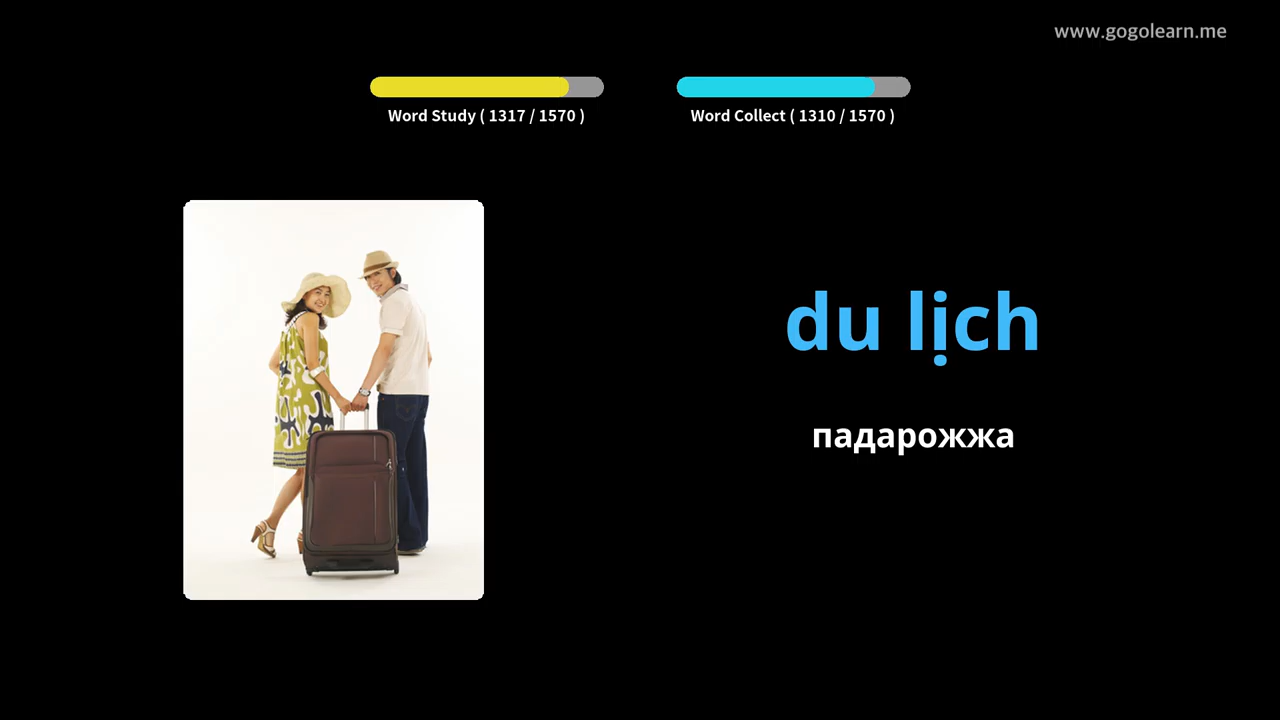 www.gogolearn.me
Word Study ( 1317 / 1570 )
Word Collect ( 1310 / 1570 )
du lịch
падарожжа